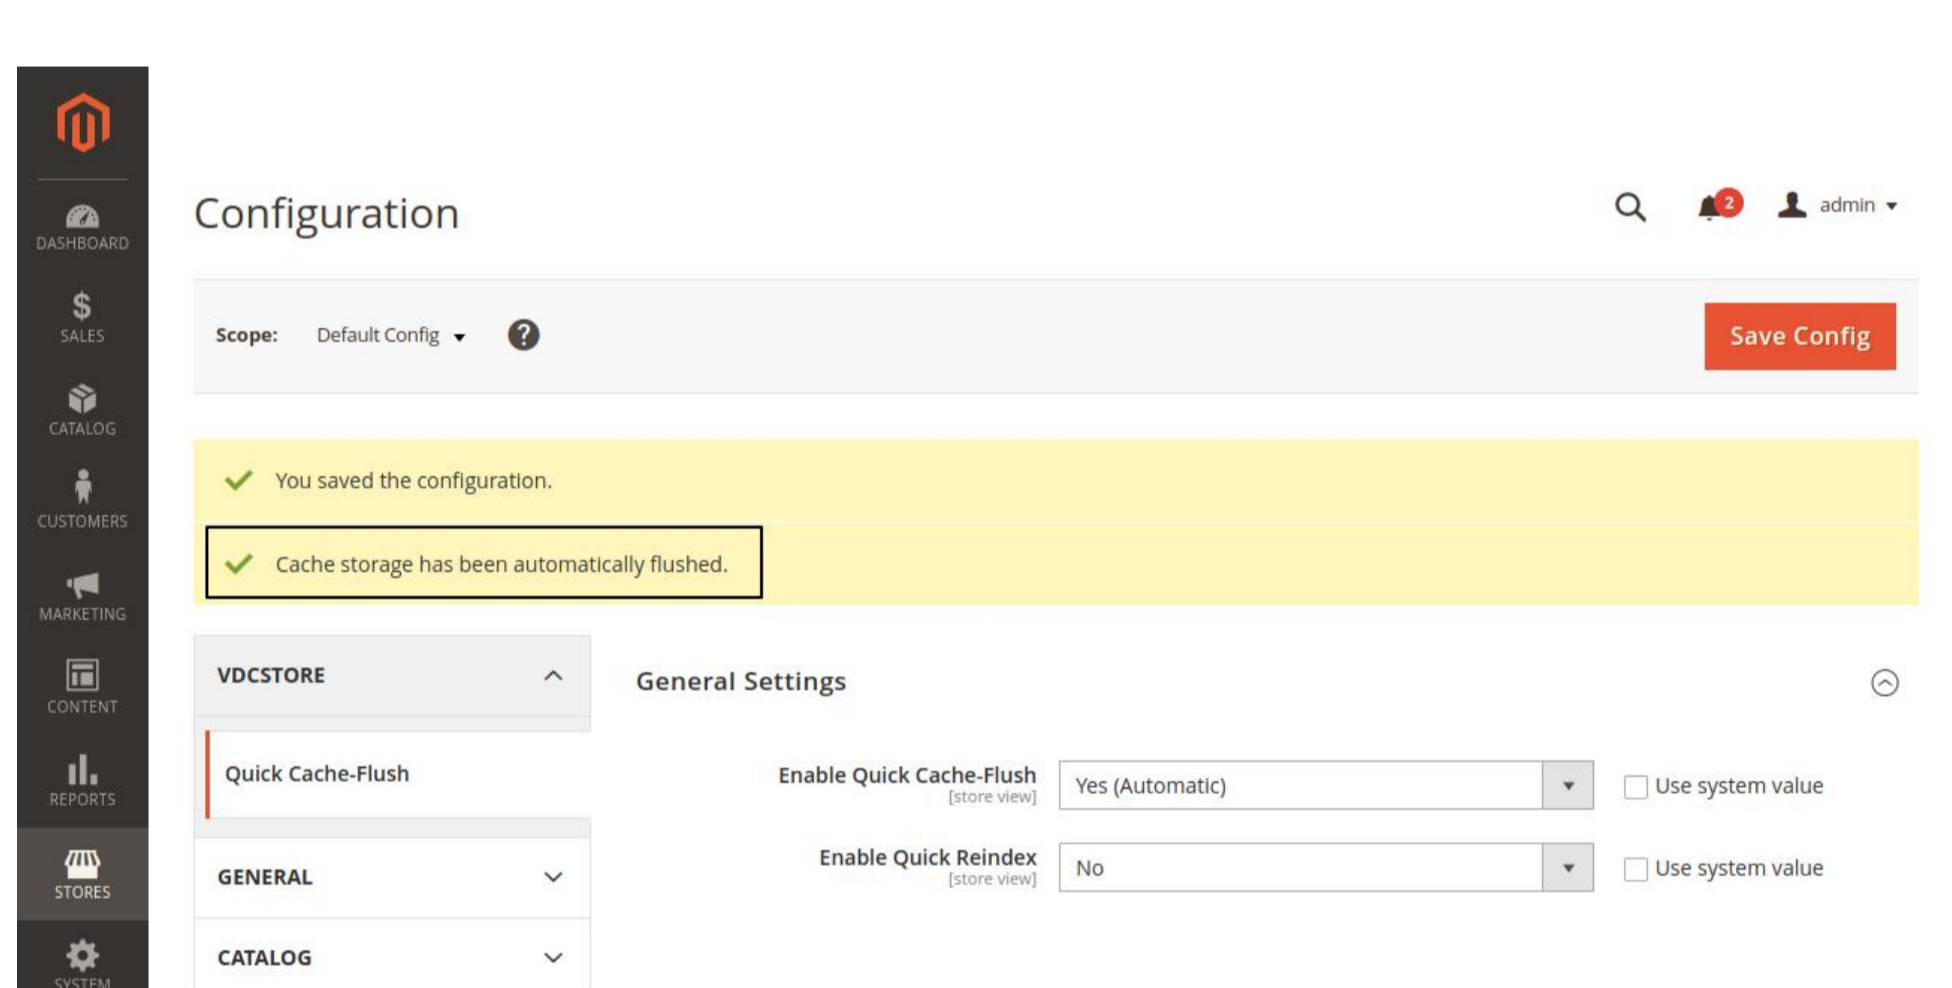 DASHBOARD
SALES
CATALOG
CUSTOMERS
MARKETING
CONTENT
REPORTS
STORES
SYSTEM
Configuration
2
admin
Scope:
Default Config
?
Save Config
You saved the configuration.
Cache storage has been automatically flushed.
VDCSTORE
Quick Cache-Flush
GENERAL
CATALOG
General Settings
Enable Quick Cache-Flush
[store view]
Yes (Automatic)
Use system value
Enable Quick Reindex
[store view]
No
Use system value